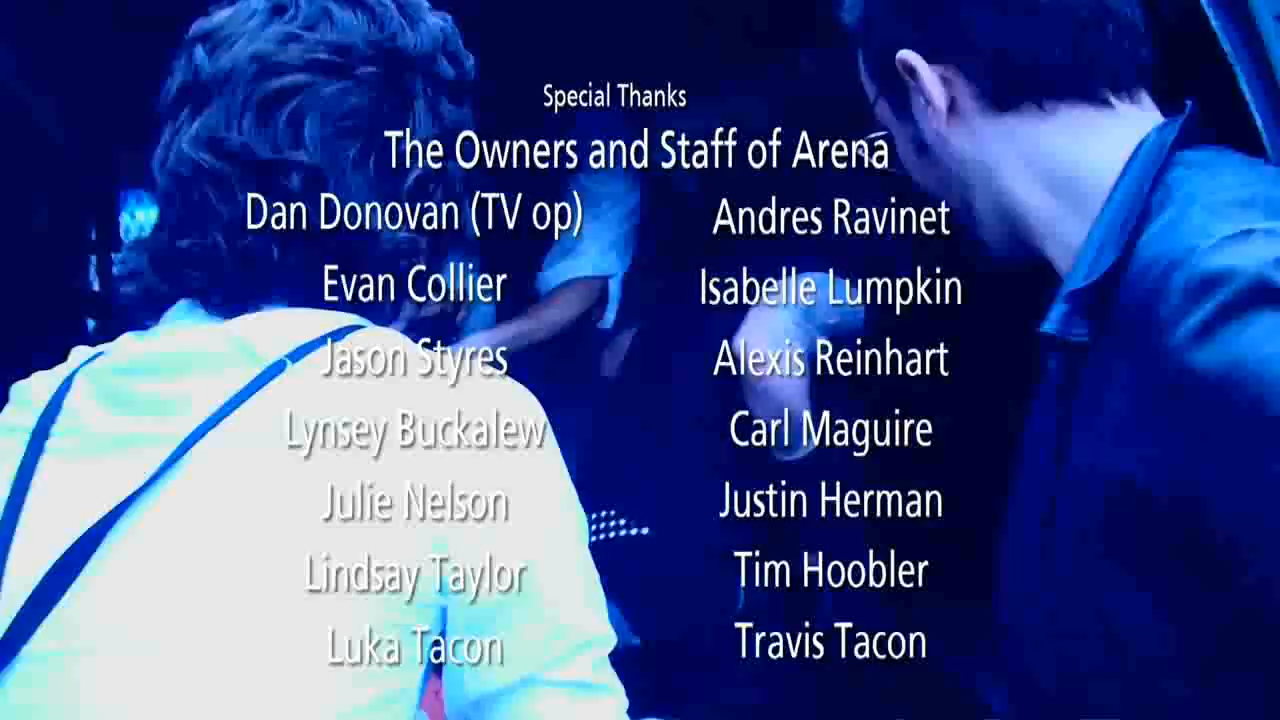 Special Thanks
The Owners and Staff of Arena
Dan Donovan (TV op)
Andres Ravinet
Evan Collier
Isabelle Lumpkin
Jason Styres
Alexis Reinhart
Lynsey Buckalew
Carl Maguire
Julie Nelson
Justin Herman
Lindsay Taylor
Tim Hoobler
Luka Tacon
Travis Tacon